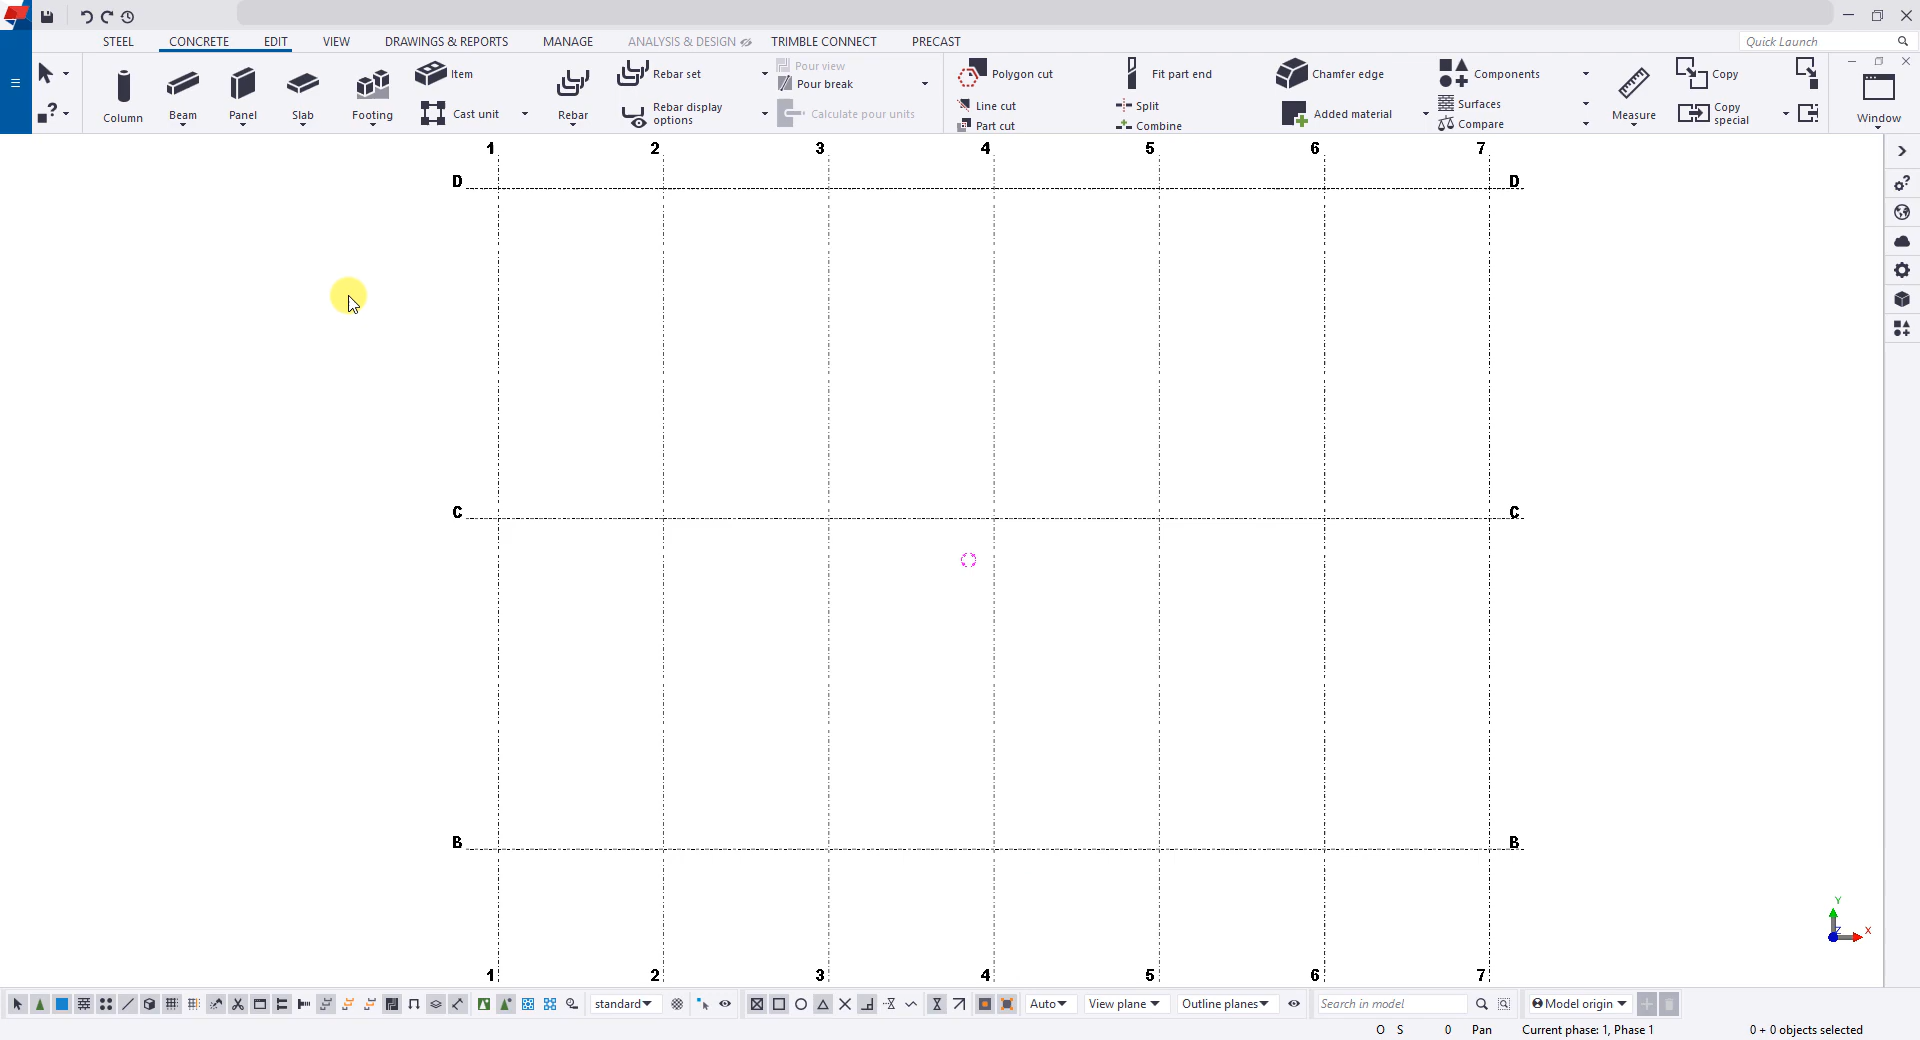 STEEL CONCRETE EDIT VIEW DRAWINGS & REPORTS MANAGE ANALYSIS & DESIGN TRIMBLE CONNECT PRECAST Quick Launch
Column
Beam
Panel
Slab
Footing
Item
Cast unit
Rebar
Rebar set
Rebar display
options
Pour view
Pour break
Calculate pour units
Polygon cut
Line cut
Part cut
Fit part end
Split
Combine
Chamfer edge
Added material
Components
Surfaces
Compare
Measure
Copy
Copy
special
Window
1 2 3 4 5 6 7
D D
C C
B B
Y
Z X
1 2 3 4 5 6 7
standard Auto View plane Outline planes Search in model Model origin
O S 0 Pan Current phase: 1, Phase 1 0 + 0 objects selected